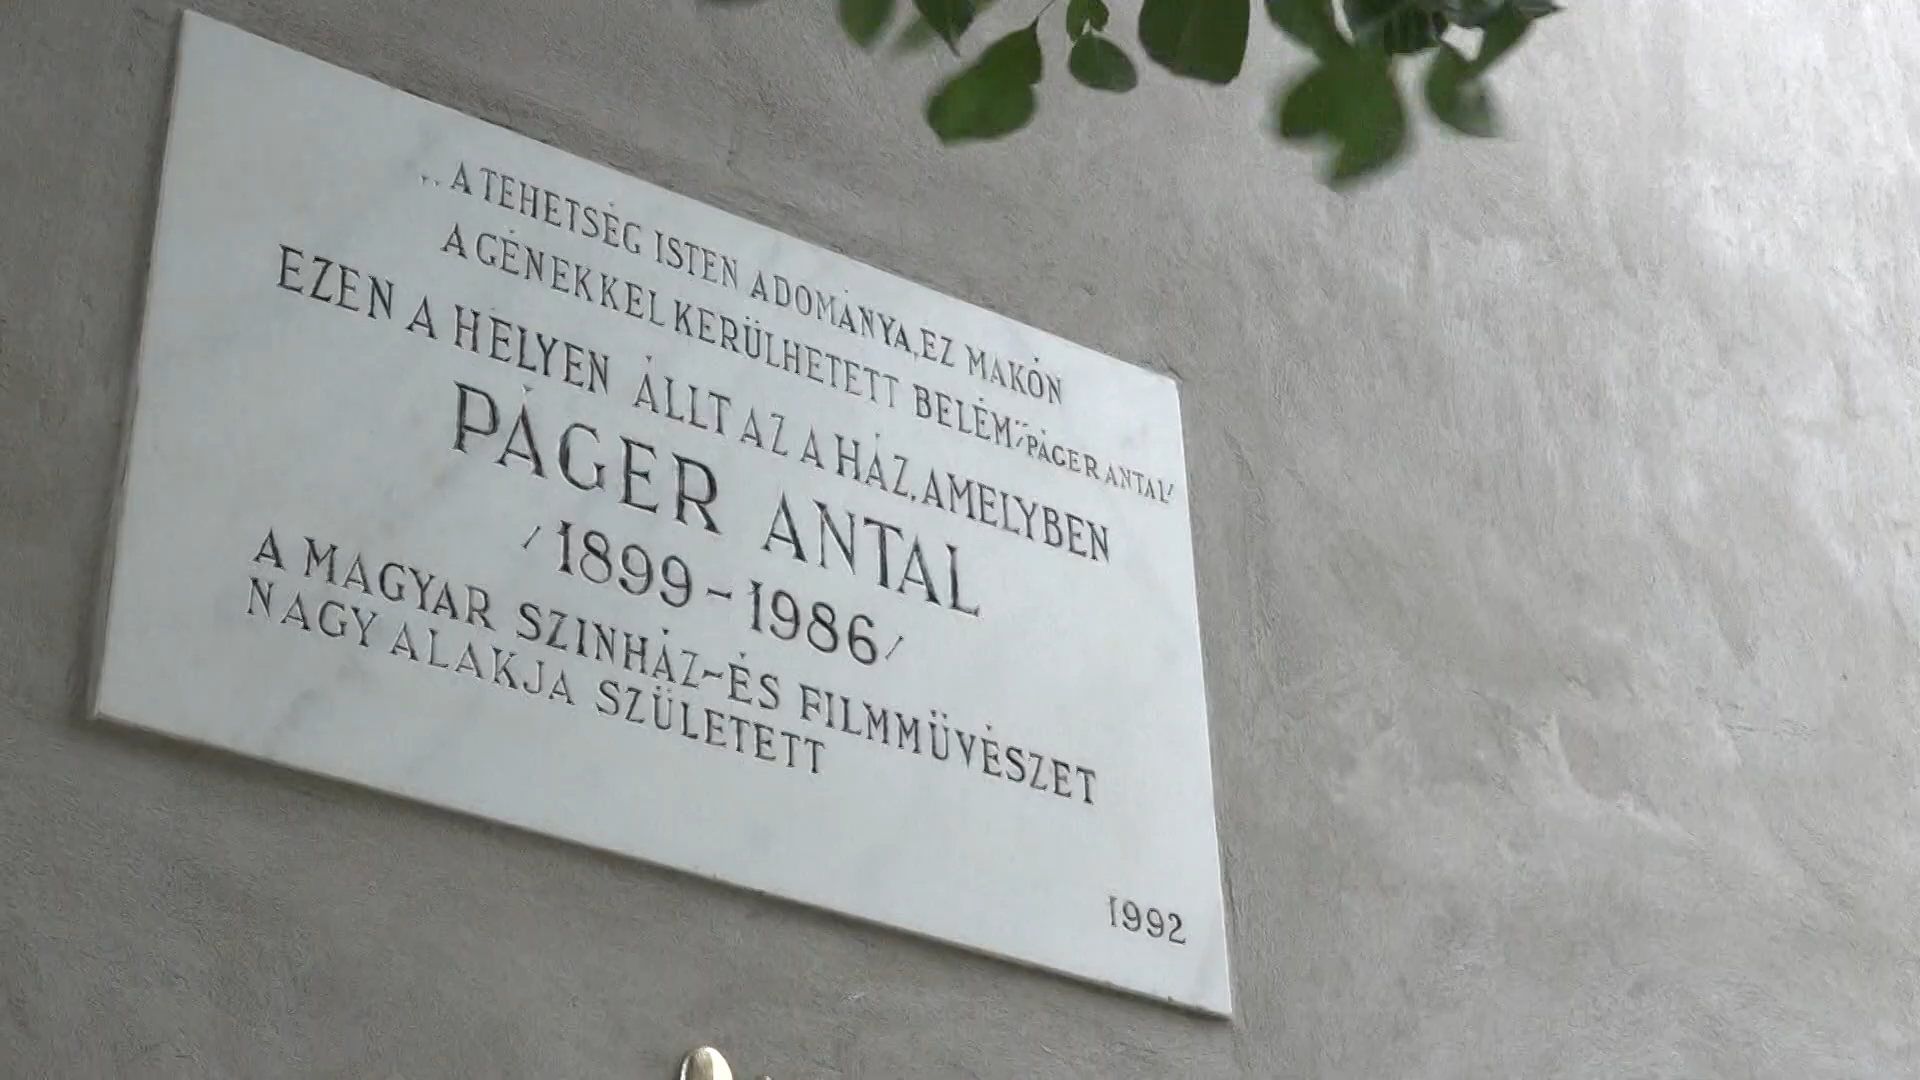 „A TEHETSÉG ISTEN ADOMÁNYA, EZ MAKÓN
A GÉNEKKEL KERÜLHETETT BELÉM" /PÁGER ANTAL/
EZEN A HELYEN ÁLLT AZ A HÁZ, AMELYBEN
PÁGER ANTAL
/1899-1986/
A MAGYAR SZINHÁZ-ÉS FILMMÜVÉSZET
NAGY ALAKJA SZÜLETETT
1992